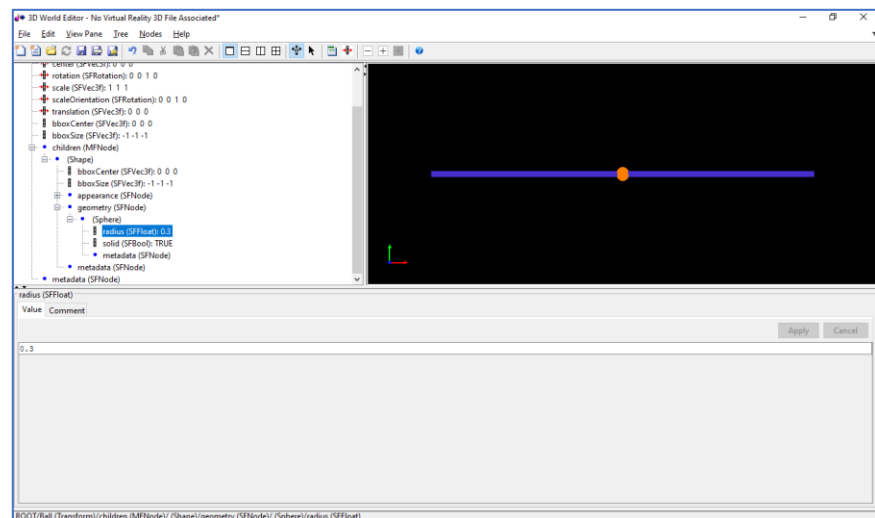 3D World Editor - No Virtual Reality 3D File Associated*
File Edit View Pane Tree Nodes Help
center (SFVec3f): 0 0 0
rotation (SFRotation): 0 0 1 0
scale (SFVec3f): 1 1 1
scaleOrientation (SFRotation): 0 0 1 0
translation (SFVec3f): 0 0 0
bboxCenter (SFVec3f): 0 0 0
bboxSize (SFVec3f): -1 -1 -1
children (MFNode)
(Shape)
bboxCenter (SFVec3f): 0 0 0
bboxSize (SFVec3f): -1 -1 -1
appearance (SFNode)
geometry (SFNode)
(Sphere)
radius (SFFloat): 0.3
solid (SFBool): TRUE
metadata (SFNode)
metadata (SFNode)
metadata (SFNode)
radius (SFFloat)
Value Comment
Apply Cancel
0.3
ROOT/Ball (Transform)/children (MFNode)/ (Shape)/geometry (SFNode)/ (Sphere)/radius (SFFloat)